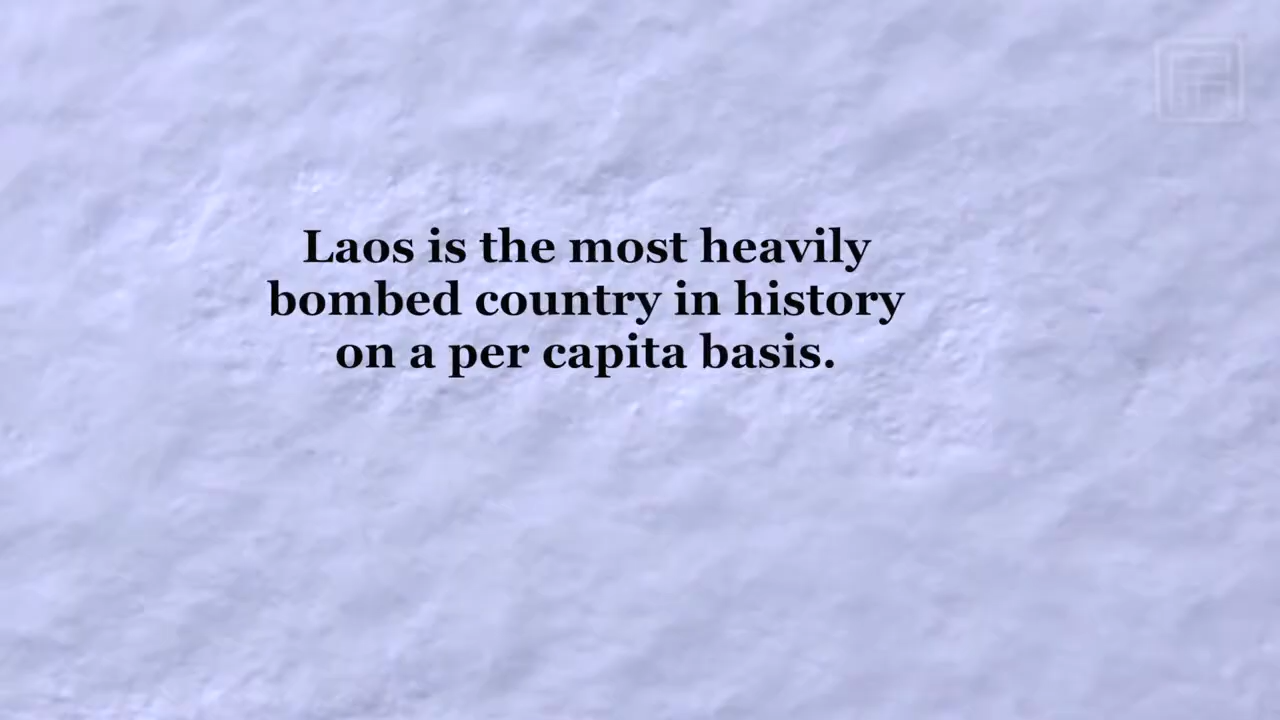 Laos is the most heavily
bombed country in history
on a per capita basis.